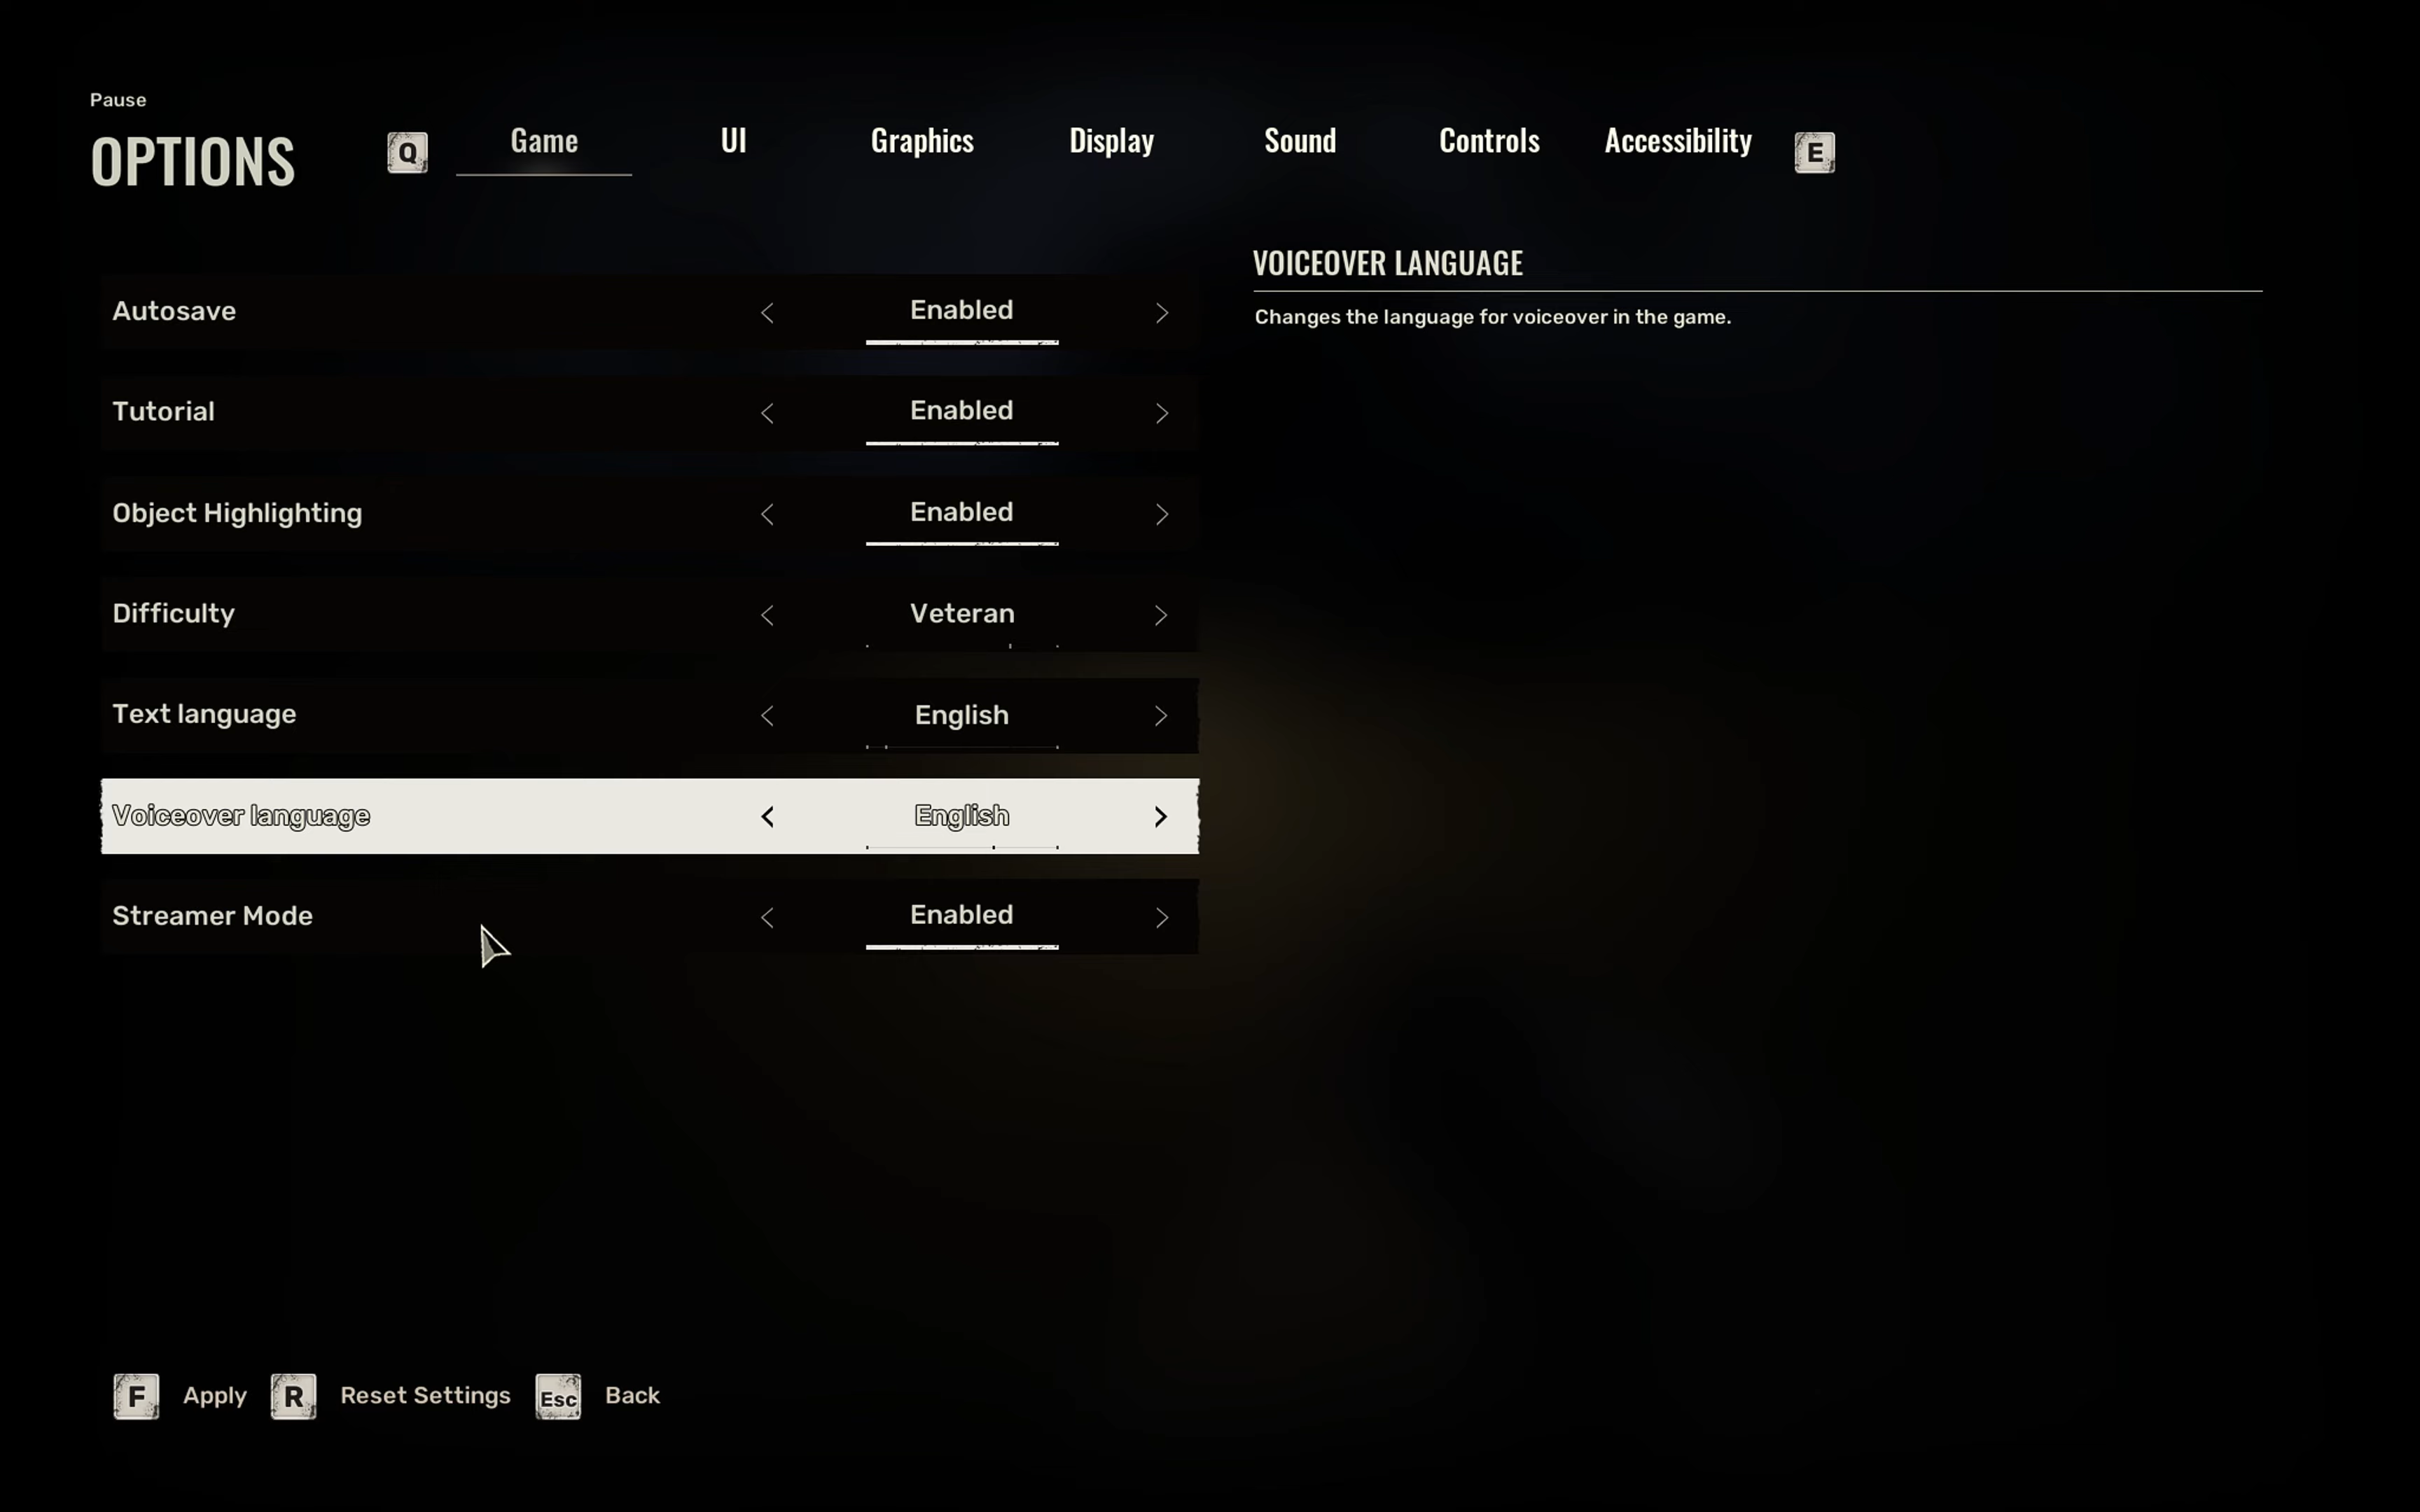 Pause
OPTIONS
Q Game UI Graphics Display Sound Controls Accessibility E
VOICEOVER LANGUAGE
Changes the language for voiceover in the game.
Autosave Enabled
Tutorial Enabled
Object Highlighting Enabled
Difficulty Veteran
Text language English
Voiceover language English
Streamer Mode Enabled
F Apply R Reset Settings Esc Back